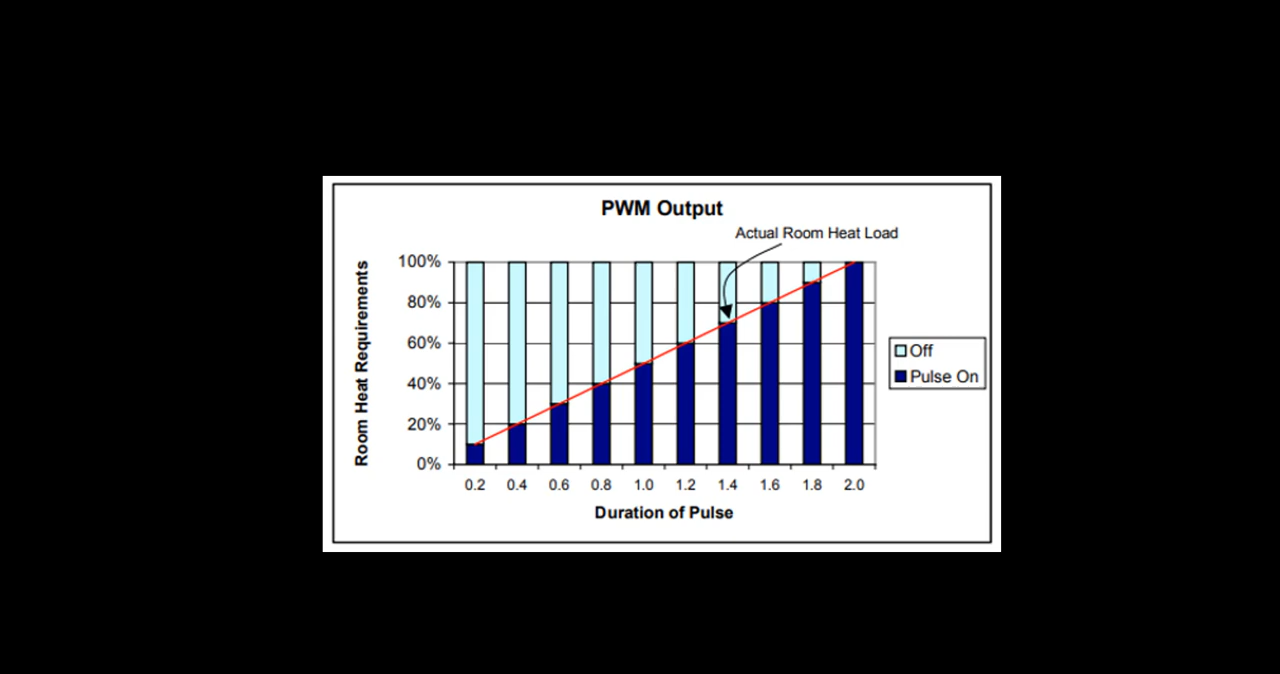 PWM Output
Actual Room Heat Load
Room Heat Requirements
100%
80%
60%
40%
20%
0%
0.2 0.4 0.6 0.8 1.0 1.2 1.4 1.6 1.8 2.0
Duration of Pulse
Off
Pulse On